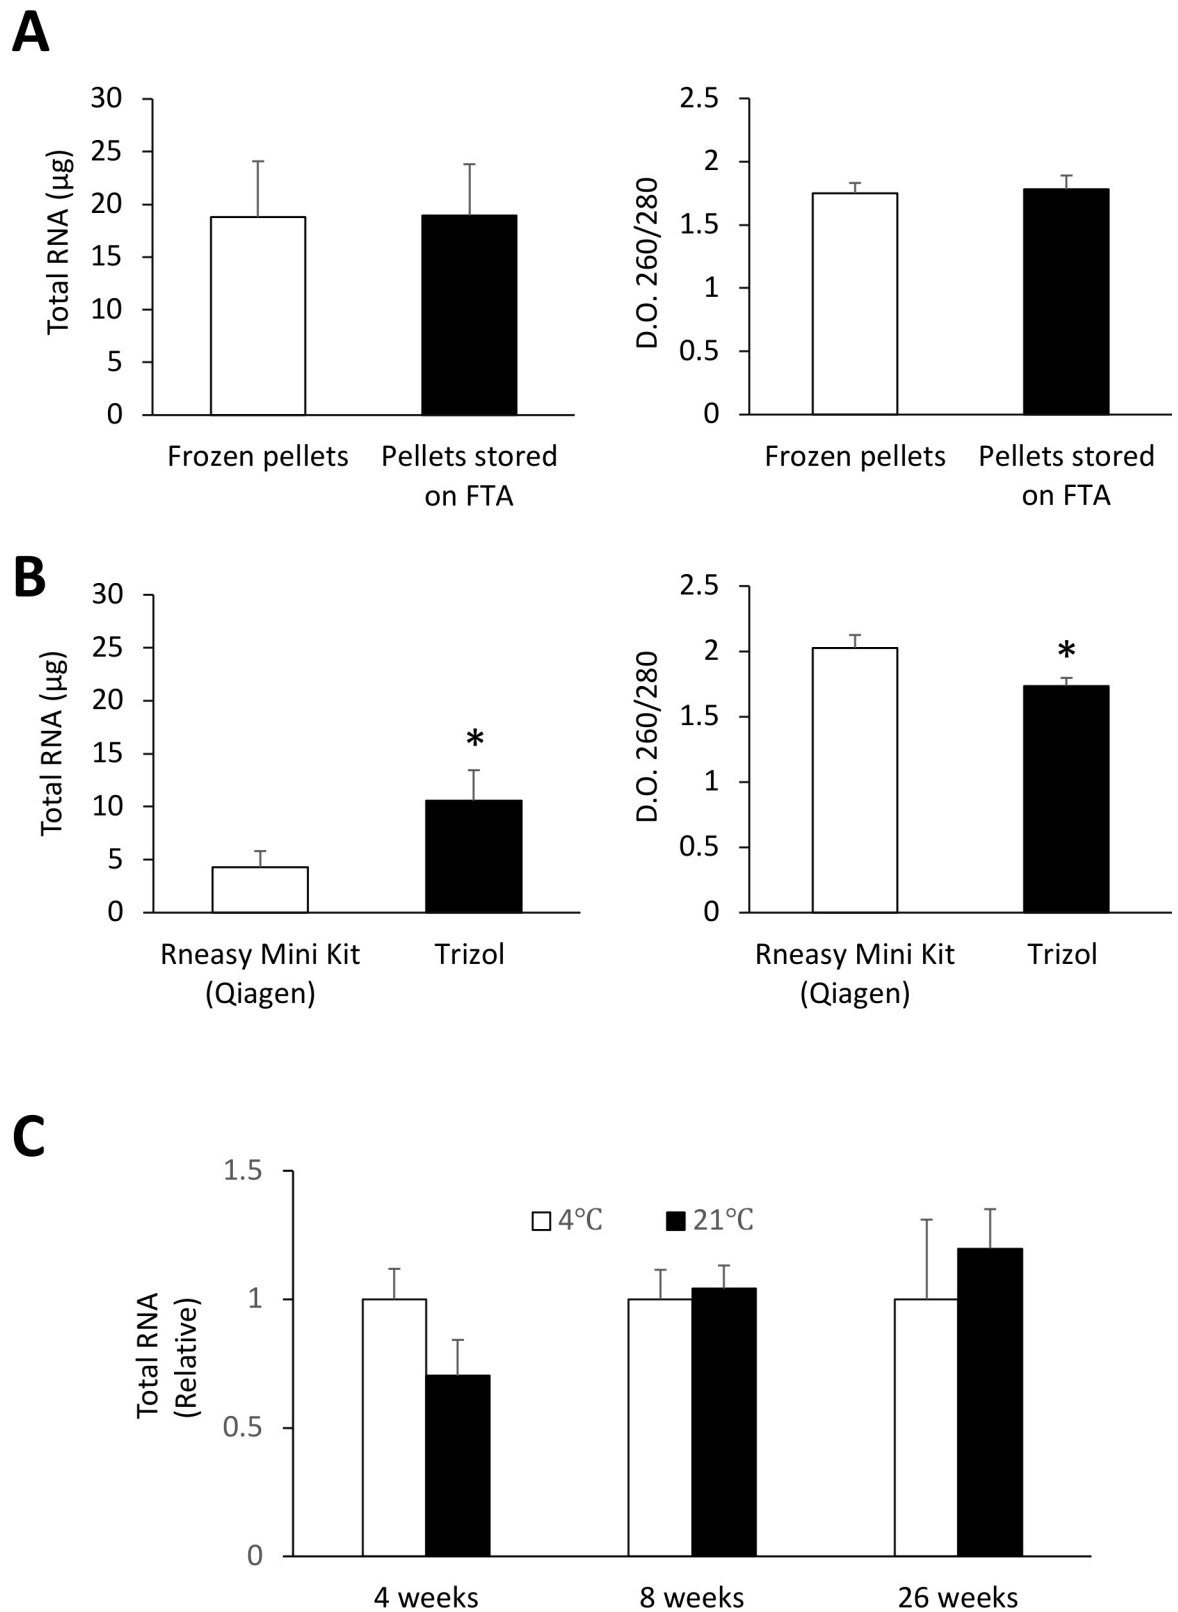 A
30
25
20
15
10
5
0
Total RNA (µg)
Frozen pellets
Pellets stored
on FTA
2.5
2
1.5
1
0.5
0
D.O. 260/280
Frozen pellets
Pellets stored
on FTA
B
30
25
20
15
10
5
0
Total RNA (µg)
*
Rneasy Mini Kit
(Qiagen)
Trizol
2.5
2
1.5
1
0.5
0
D.O. 260/280
*
Rneasy Mini Kit
(Qiagen)
Trizol
C
1.5
1
0.5
0
Total RNA
(Relative)
4°C
21°C
4 weeks
8 weeks
26 weeks